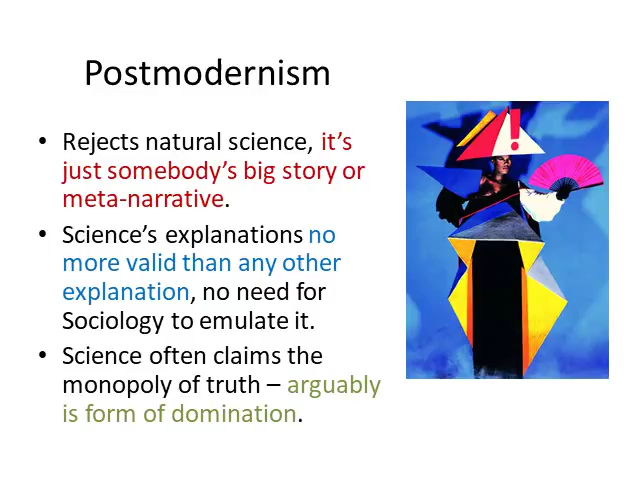 Postmodernism
• Rejects natural science, it’s
just somebody’s big story or
meta-narrative.
• Science’s explanations no
more valid than any other
explanation, no need for
Sociology to emulate it.
• Science often claims the
monopoly of truth – arguably
is form of domination.
!